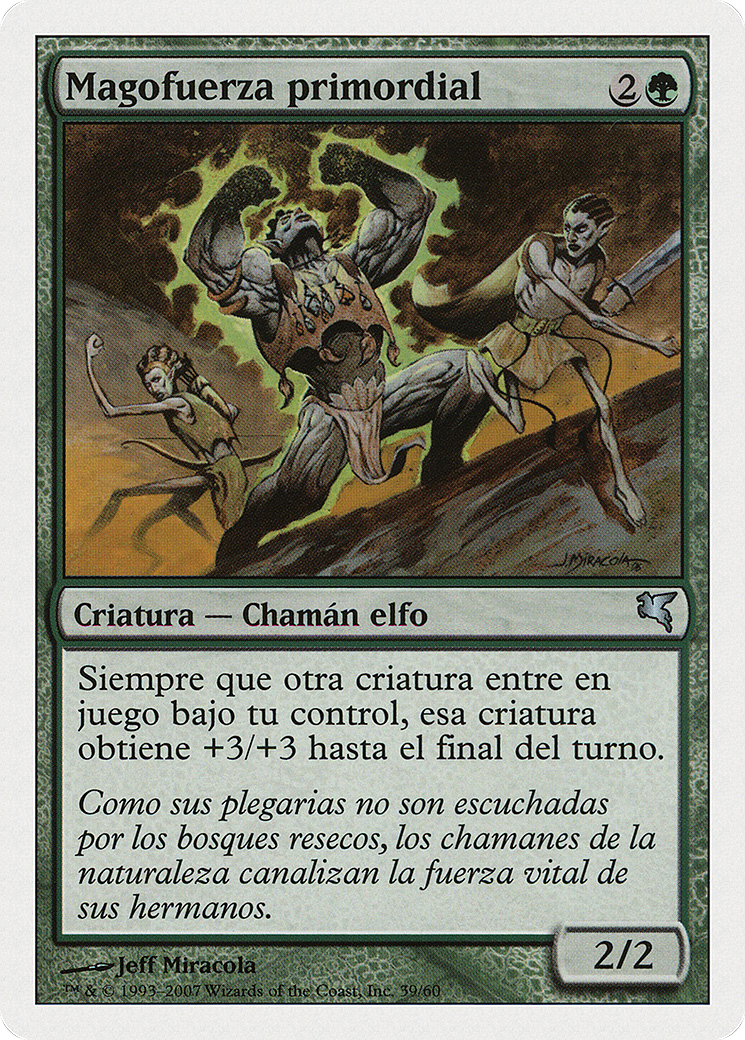 Magofuerza primordial 2
J. MIRACOLA
Criatura — Chamán elfo
Siempre que otra criatura entre en
juego bajo tu control, esa criatura
obtiene +3/+3 hasta el final del turno.
Como sus plegarias no son escuchadas
por los bosques resecos, los chamanes de la
naturaleza canalizan la fuerza vital de
sus hermanos.
2/2
Jeff Miracola
™ & © 1993-2007 Wizards of the Coast, Inc. 39/60